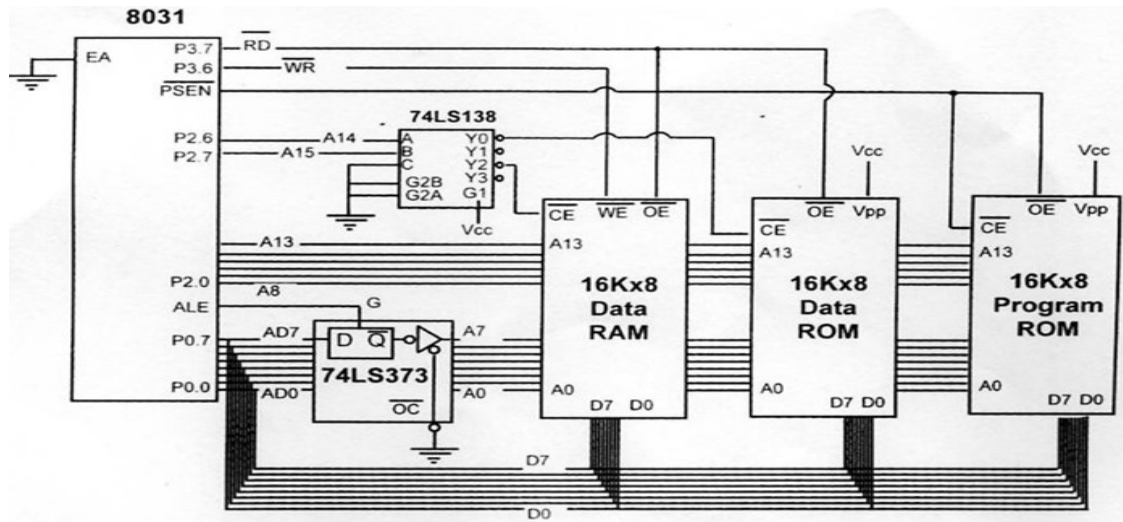 8031
EA
P3.7
RD
P3.6
WR
PSEN
74LS138
P2.6
A14
A
Y0
P2.7
A15
B
Y1
C
Y2
Y3
G2B
G2A
G1
Vcc
Vcc
Vcc
CE
WE
OE
OE
Vpp
CE
OE
Vpp
CE
A13
A13
A13
A13
16Kx8
Data
RAM
16Kx8
Data
ROM
16Kx8
Program
ROM
P2.0
A8
ALE
G
P0.7
AD7
D
Q
A7
74LS373
P0.0
AD0
OC
A0
A0
A0
A0
D7 D0
D7 D0
D7 D0
D7
D0